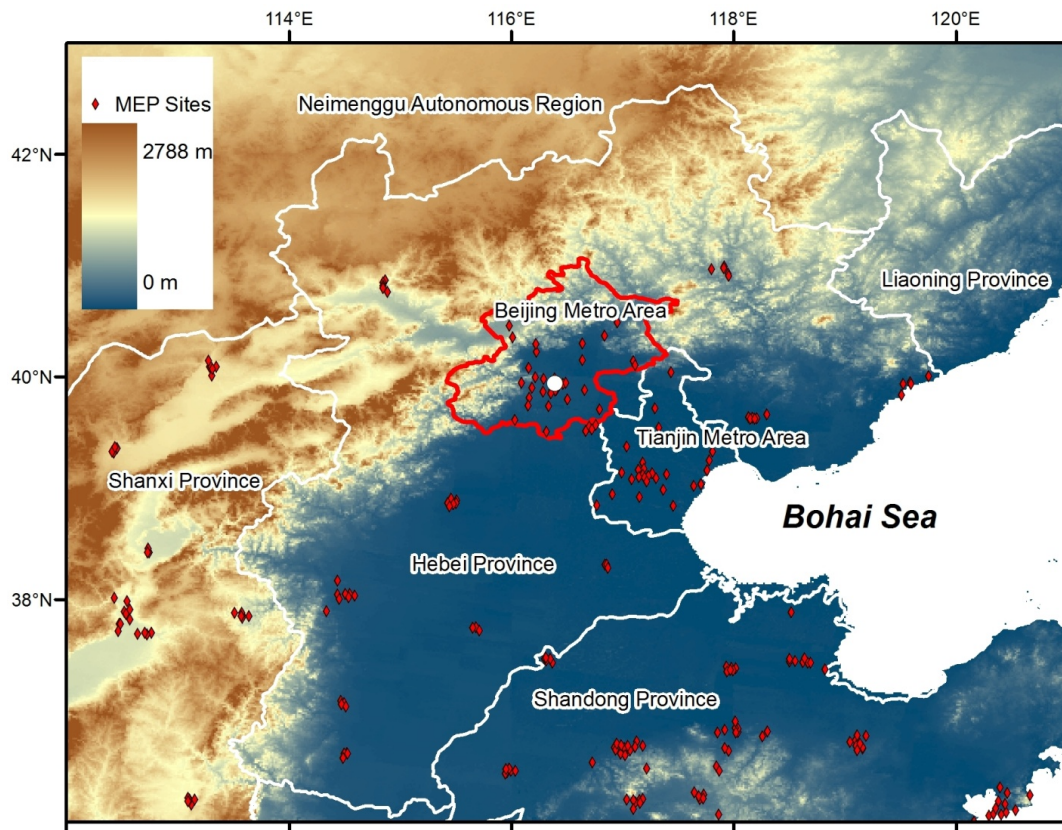 114°E 116°E 118°E 120°E
MEP Sites
2788 m
0 m
Neimenggu Autonomous Region
42°N
Liaoning Province
Beijing Metro Area
40°N
Tianjin Metro Area
Shanxi Province
Bohai Sea
Hebei Province
38°N
Shandong Province